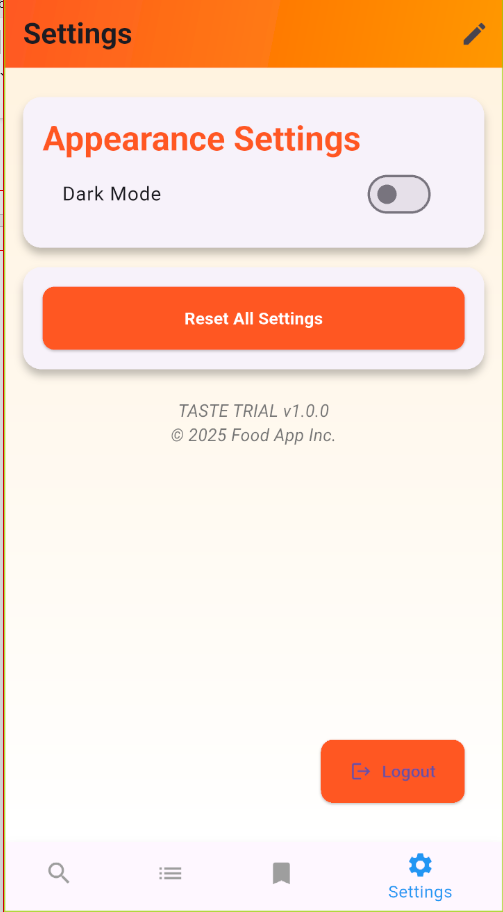 Settings
Appearance Settings
Dark Mode
Reset All Settings
TASTE TRIAL v1.0.0
© 2025 Food App Inc.
Logout
Settings